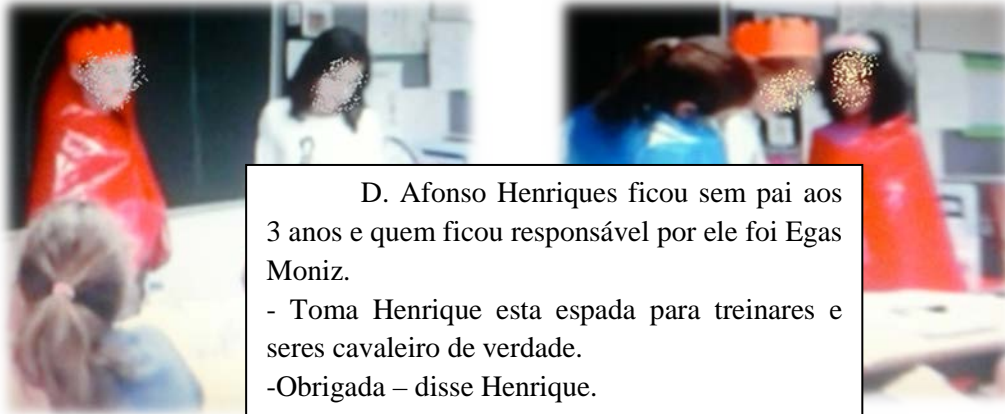 D. Afonso Henriques ficou sem pai aos
3 anos e quem ficou responsável por ele foi Egas
Moniz.
- Toma Henrique esta espada para treinares e
seres cavaleiro de verdade.
-Obrigada – disse Henrique.